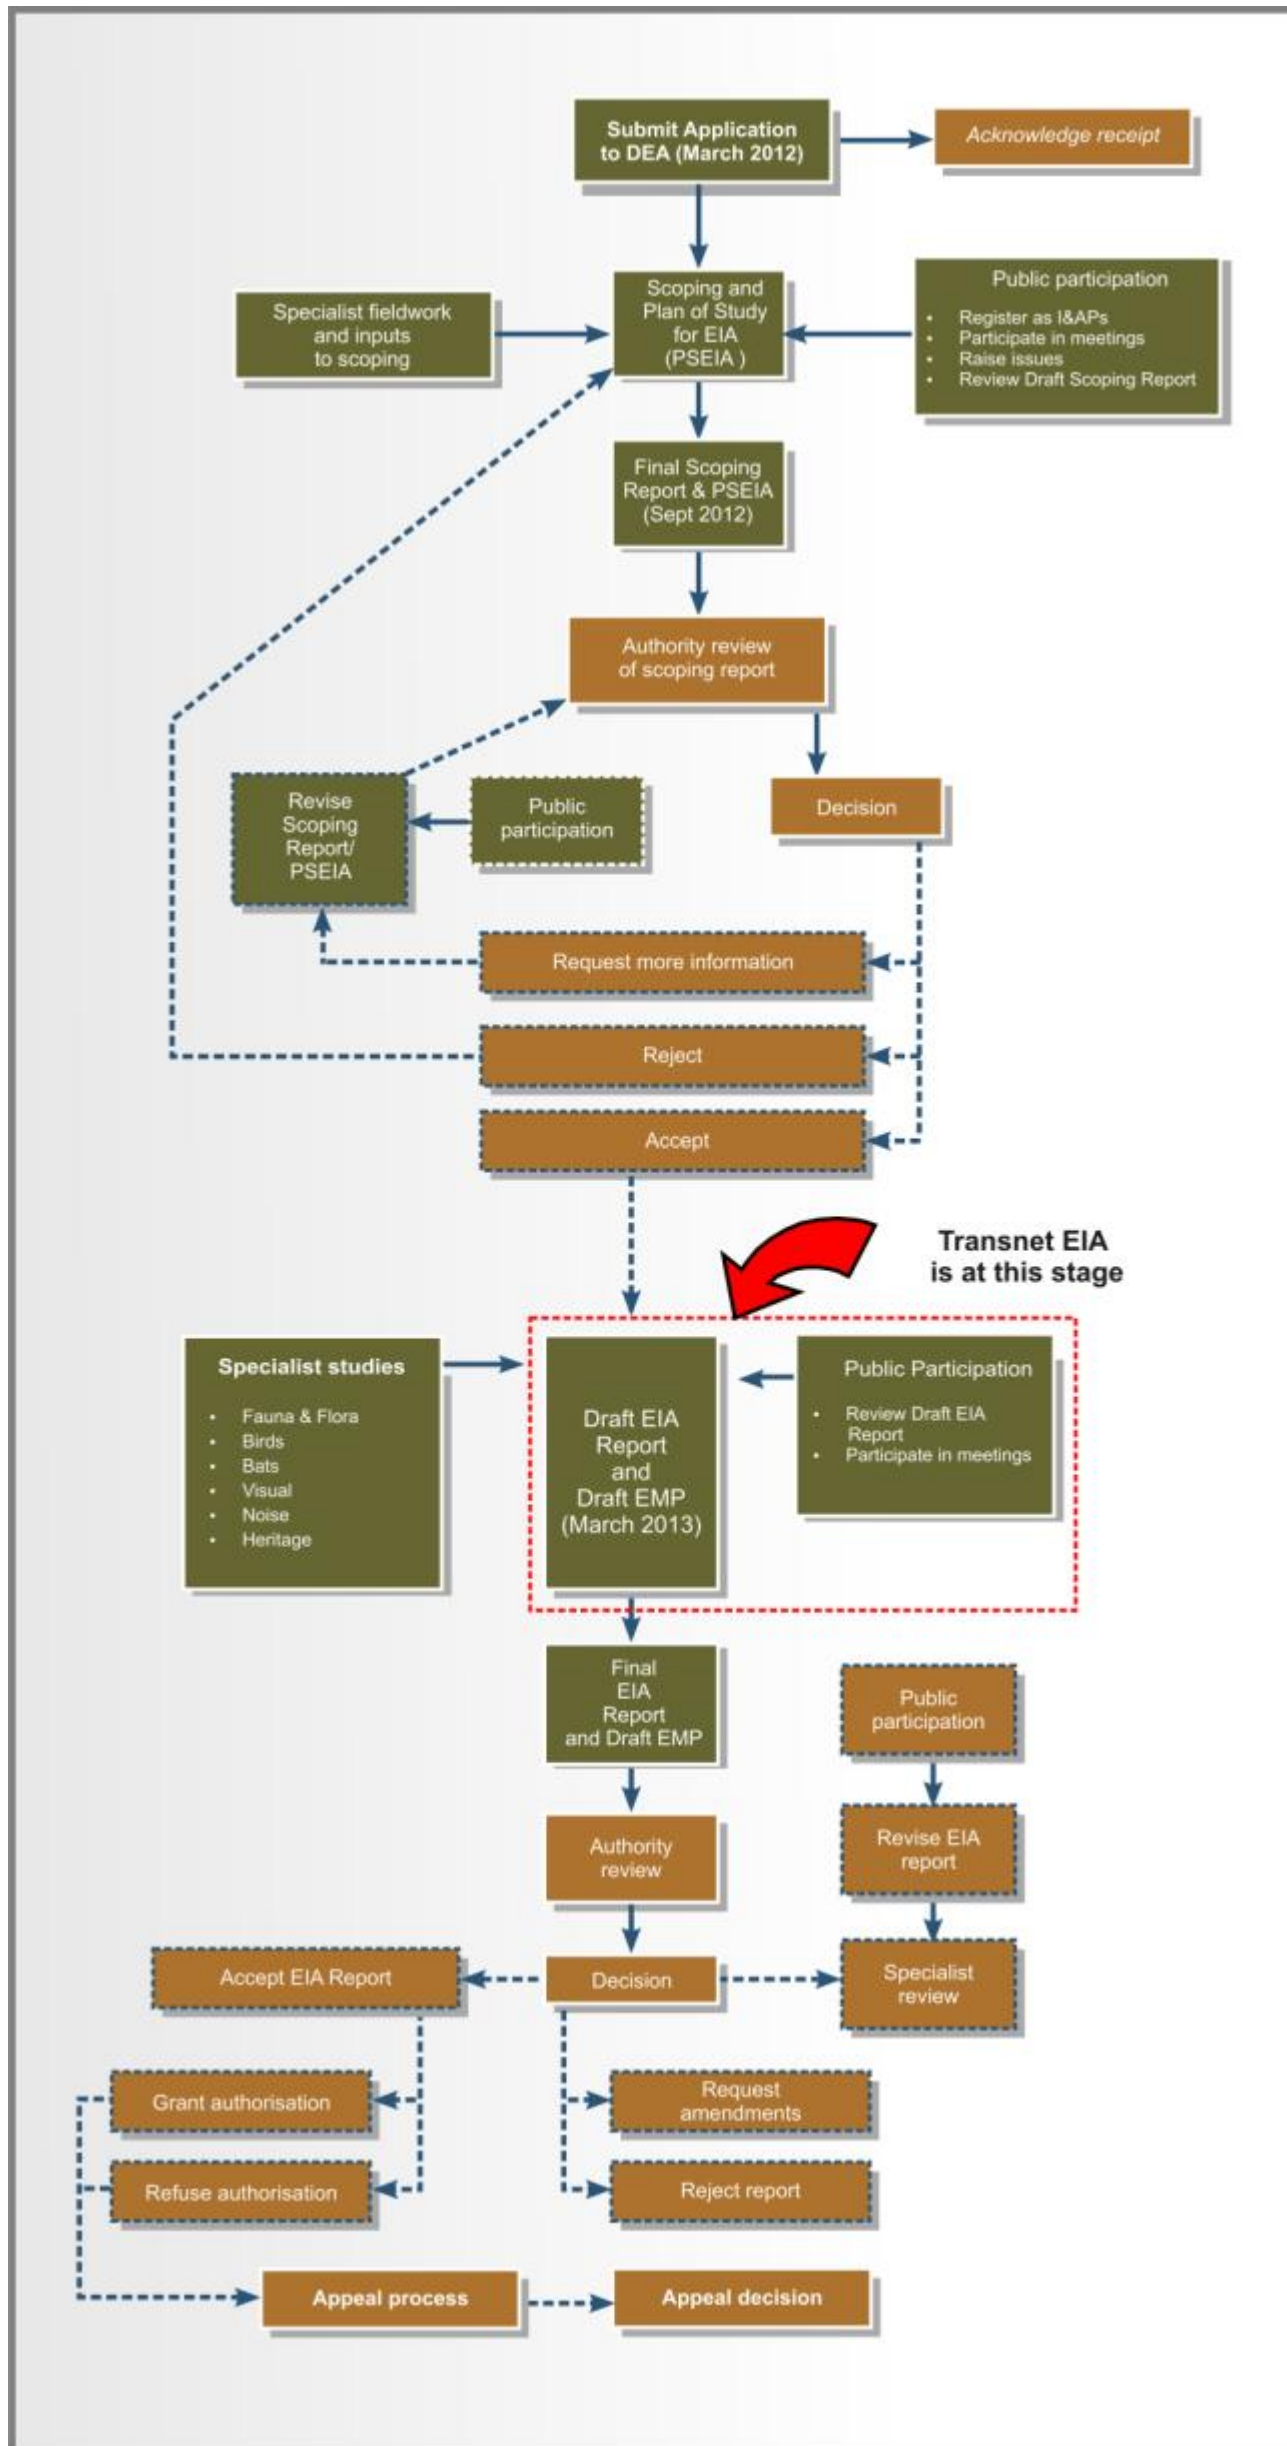 Submit Application
to DEA (March 2012)
Acknowledge receipt
Specialist fieldwork
and inputs
to scoping
Scoping and
Plan of Study
for EIA
(PSEIA )
Public participation
• Register as I&APs
• Participate in meetings
• Raise issues
• Review Draft Scoping Report
Final Scoping
Report & PSEIA
(Sept 2012)
Authority review
of scoping report
Revise
Scoping
Report/
PSEIA
Public
participation
Decision
Request more information
Reject
Accept
Transnet EIA
is at this stage
Specialist studies
• Fauna & Flora
• Birds
• Bats
• Visual
• Noise
• Heritage
Draft EIA
Report
and
Draft EMP
(March 2013)
Public Participation
• Review Draft EIA
Report
• Participate in meetings
Final
EIA
Report
and Draft EMP
Public
participation
Authority
review
Revise EIA
report
Accept EIA Report
Decision
Specialist
review
Grant authorisation
Request
amendments
Refuse authorisation
Reject report
Appeal process
Appeal decision